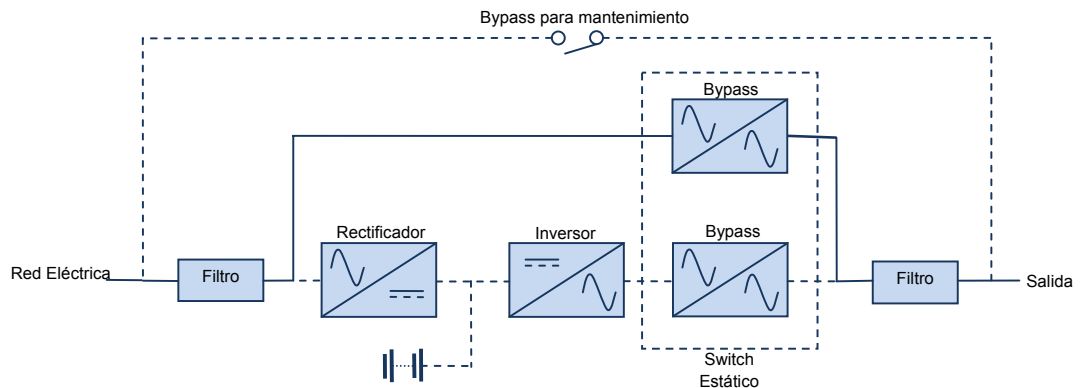 Bypass para mantenimiento
Bypass
Rectificador
Inversor
Bypass
Red Eléctrica
Filtro
Filtro
Salida
Switch
Estático